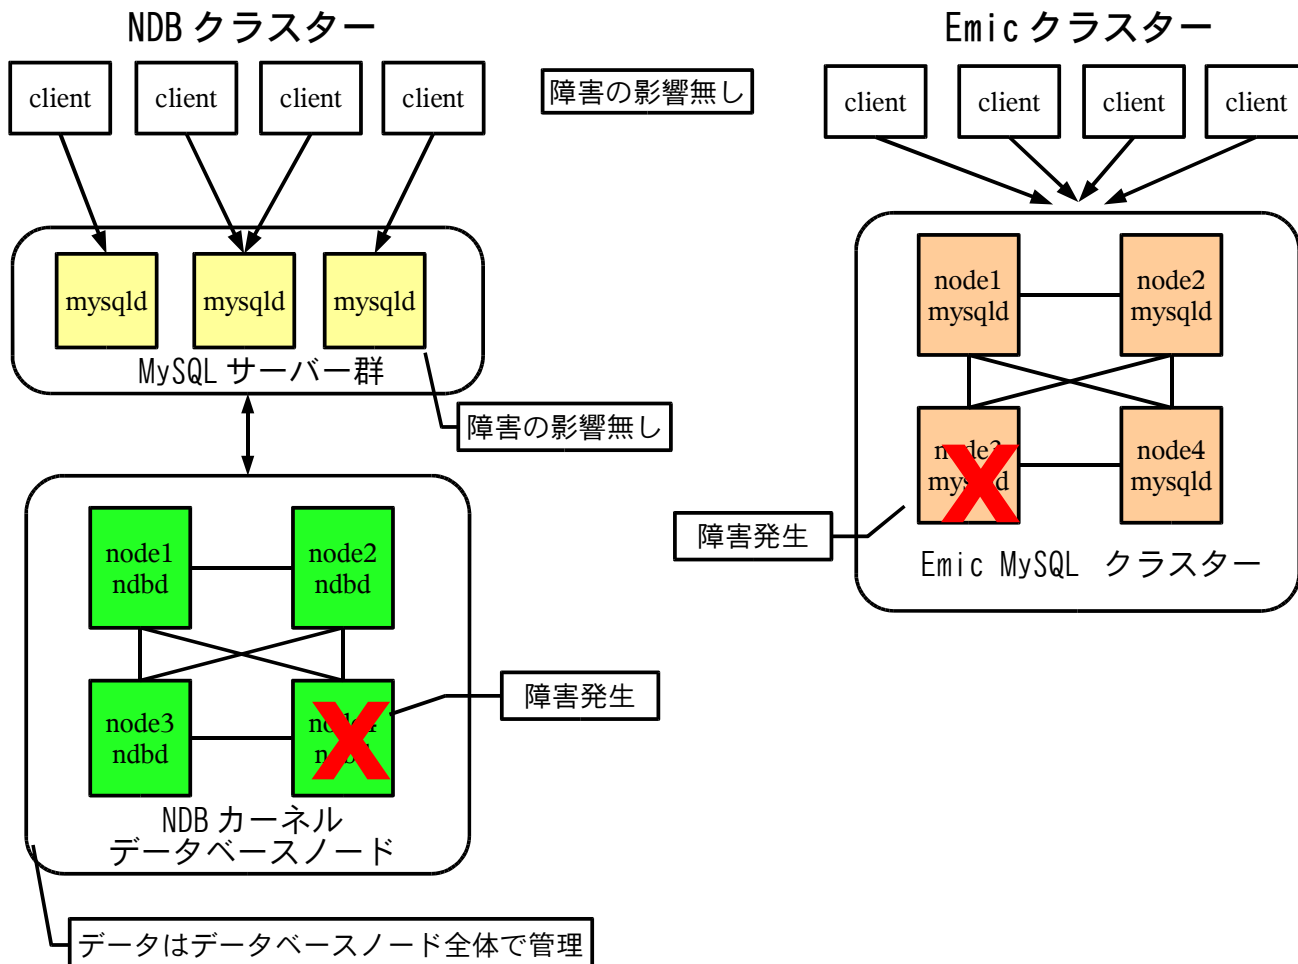 NDB クラスター
Emic クラスター
client
client
client
client
障害の影響無し
client
client
client
client
mysqld
mysqld
mysqld
MySQL サーバー群
障害の影響無し
node1
mysqld
node2
mysqld
node3
mysqld
node4
mysqld
障害発生
Emic MySQL クラスター
node1
ndbd
node2
ndbd
node3
ndbd
node4
ndbd
障害発生
NDB カーネル
データベースノード
データはデータベースノード全体で管理